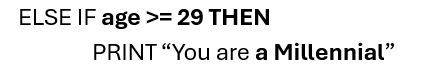 ELSE IF age >= 29 THEN
PRINT “You are a Millennial”